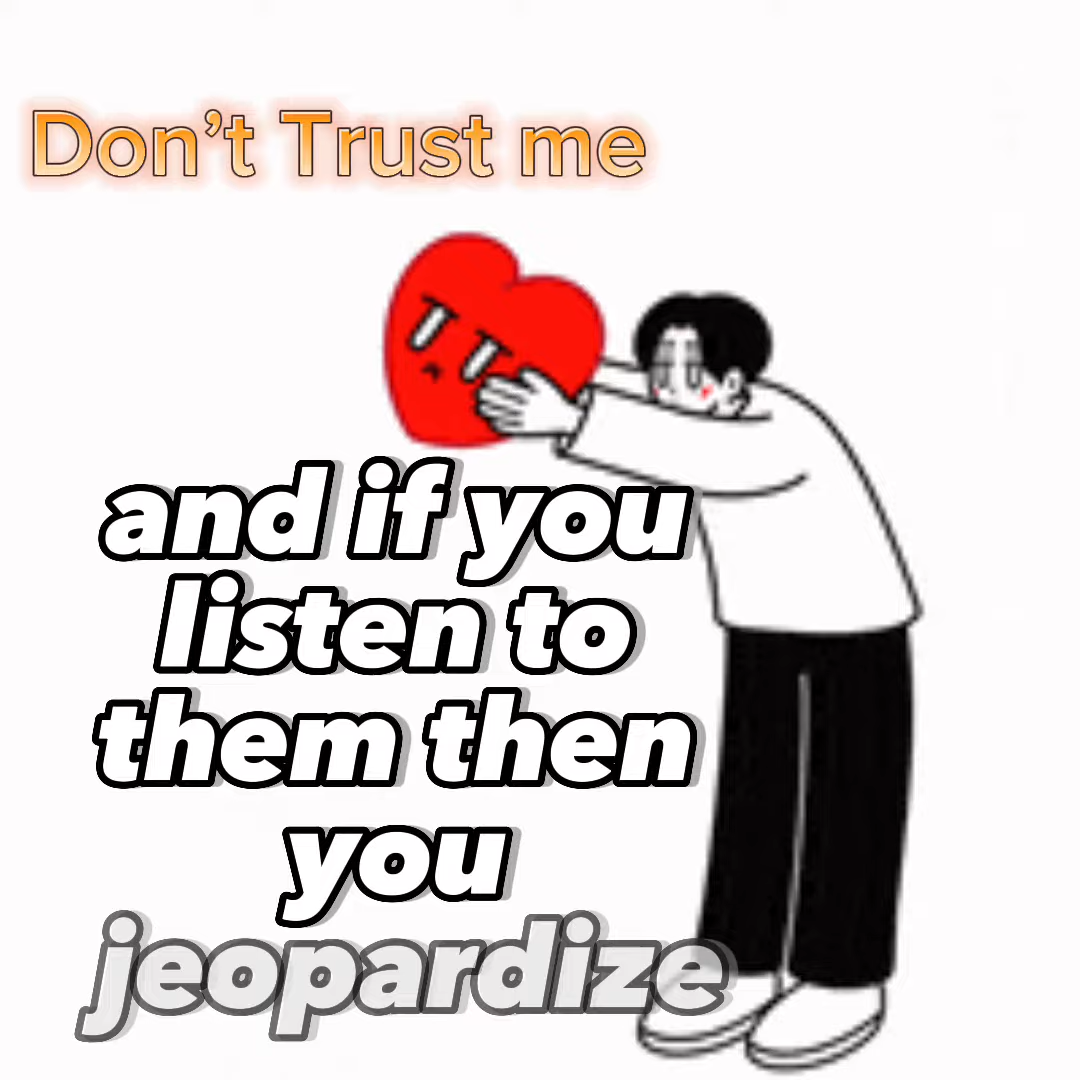 Don’t Trust me
and if you
listen to
them then
you
jeopardize